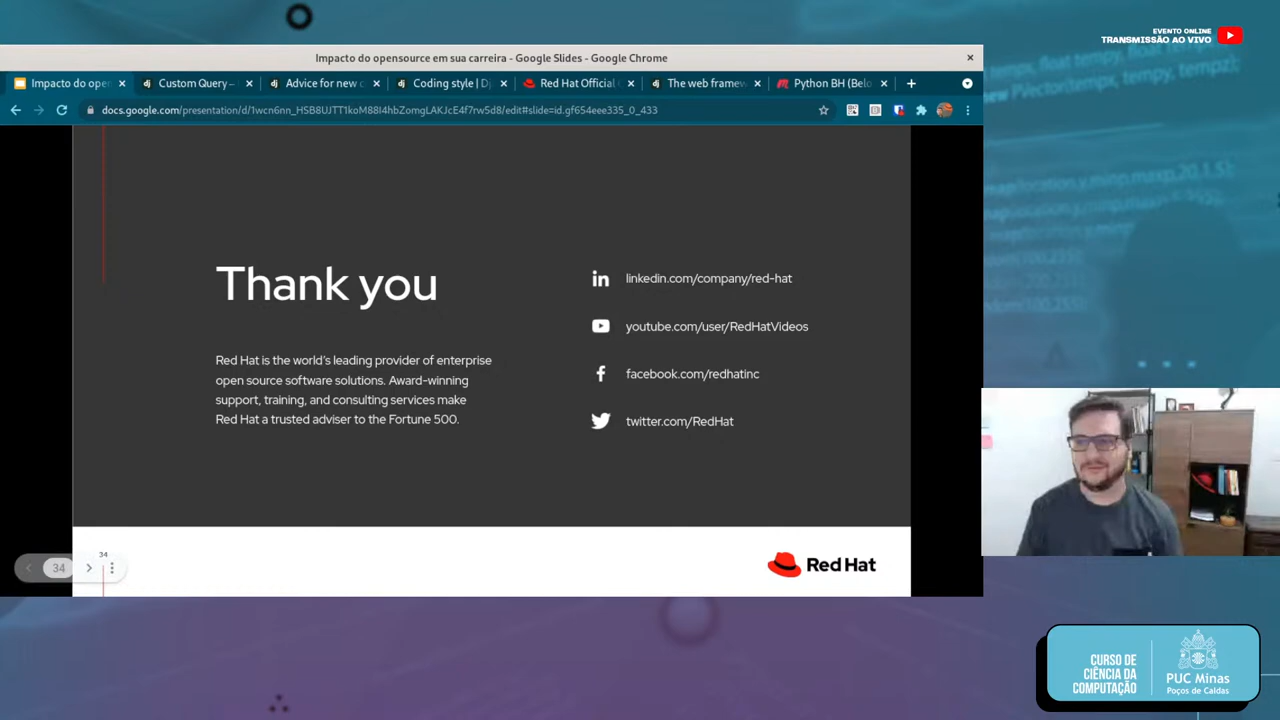 EVENTO ONLINE
TRANSMISSÃO AO VIVO
Impacto do opensource em sua carreira - Google Slides - Google Chrome
Impacto do open
Custom Query –
Advice for new c
Coding style | Dj
Red Hat Official
The web framew
Python BH (Belo
docs.google.com/presentation/d/1wcn6nn_HSB8UJTT1koM88I4hbZomgLAKJcE4f7rw5d8/edit#slide=id.gf654eee335_0_433
Thank you
Red Hat is the world's leading provider of enterprise
open source software solutions. Award-winning
support, training, and consulting services make
Red Hat a trusted adviser to the Fortune 500.
linkedin.com/company/red-hat
youtube.com/user/RedHatVideos
facebook.com/redhatinc
twitter.com/RedHat
34
34
Red Hat
CURSO DE
CIÊNCIA DA
COMPUTAÇÃO
PUC Minas
Poços de Caldas